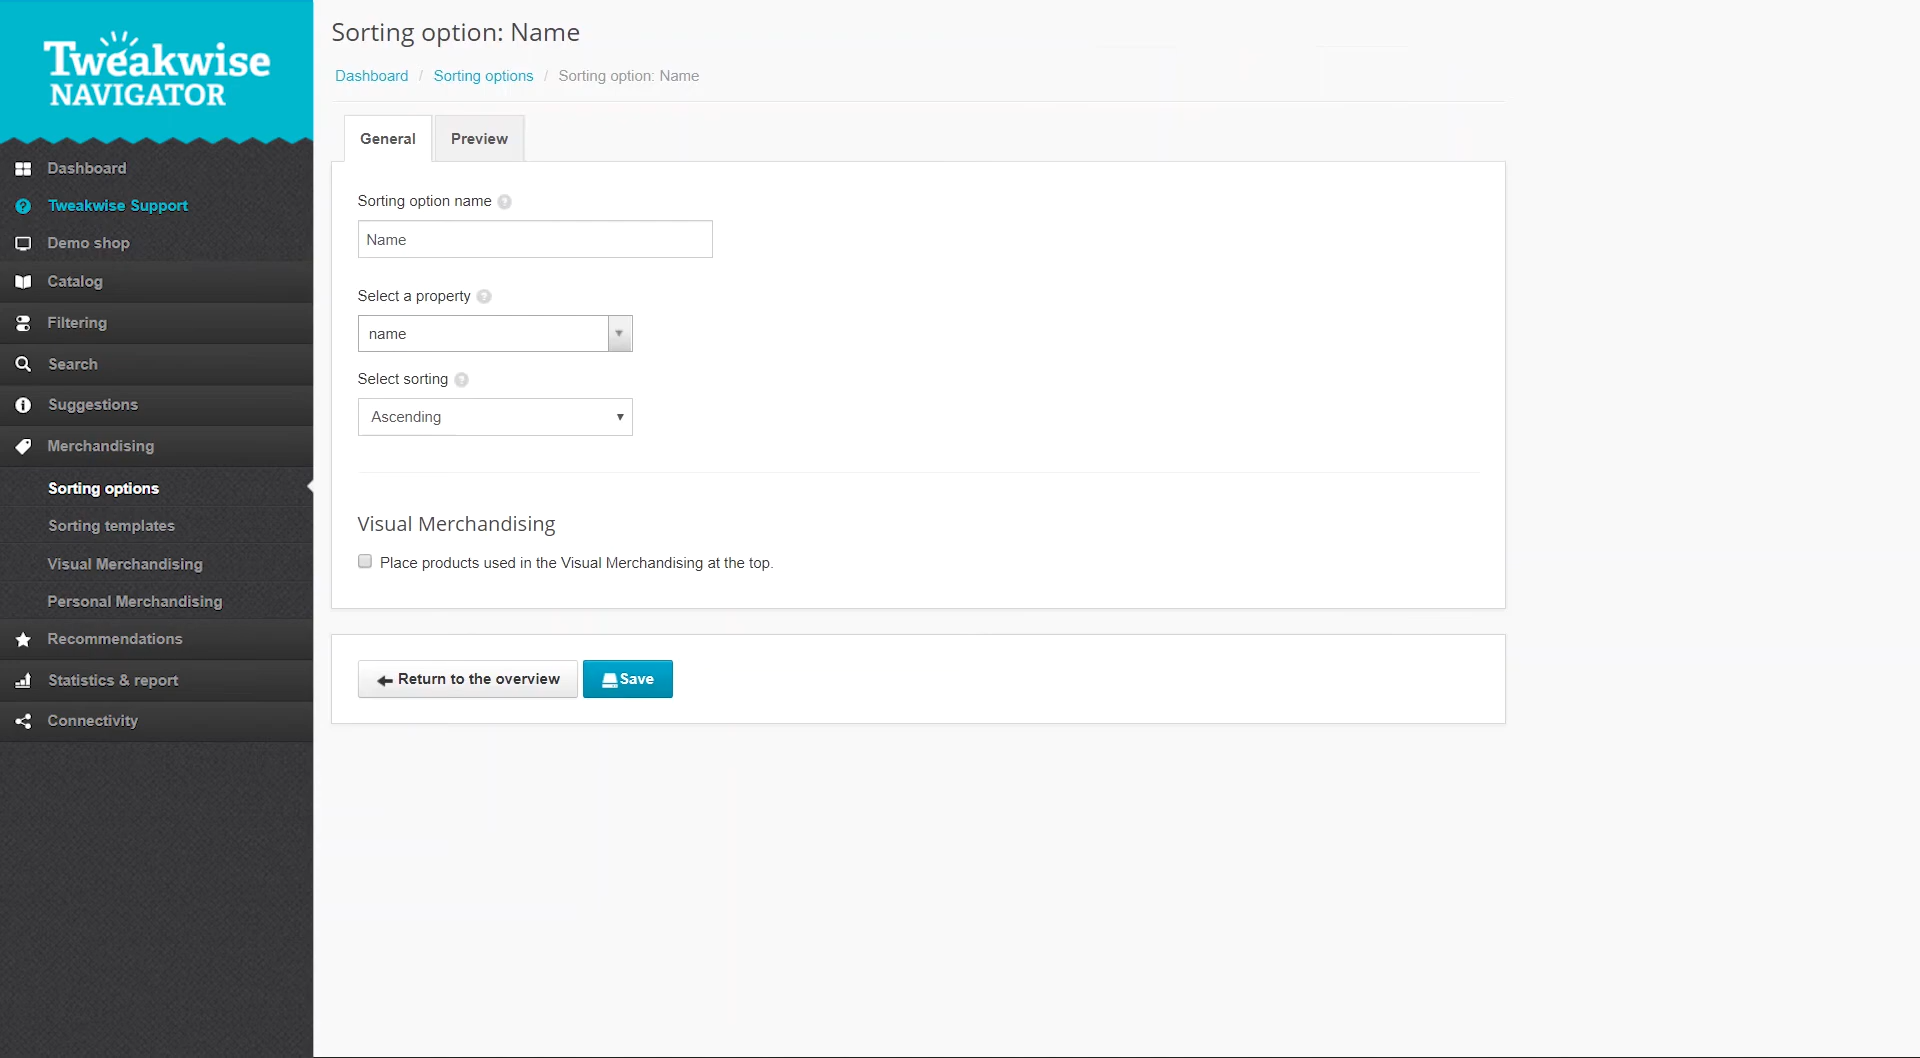 Tweakwise
NAVIGATOR
Dashboard
Tweakwise Support
Demo shop
Catalog
Filtering
Search
Suggestions
Merchandising
Sorting options
Sorting templates
Visual Merchandising
Personal Merchandising
Recommendations
Statistics & report
Connectivity
Sorting option: Name
Dashboard / Sorting options / Sorting option: Name
General Preview
Sorting option name ?
Name
Select a property ?
name
Select sorting ?
Ascending
Visual Merchandising
Place products used in the Visual Merchandising at the top.
Return to the overview Save